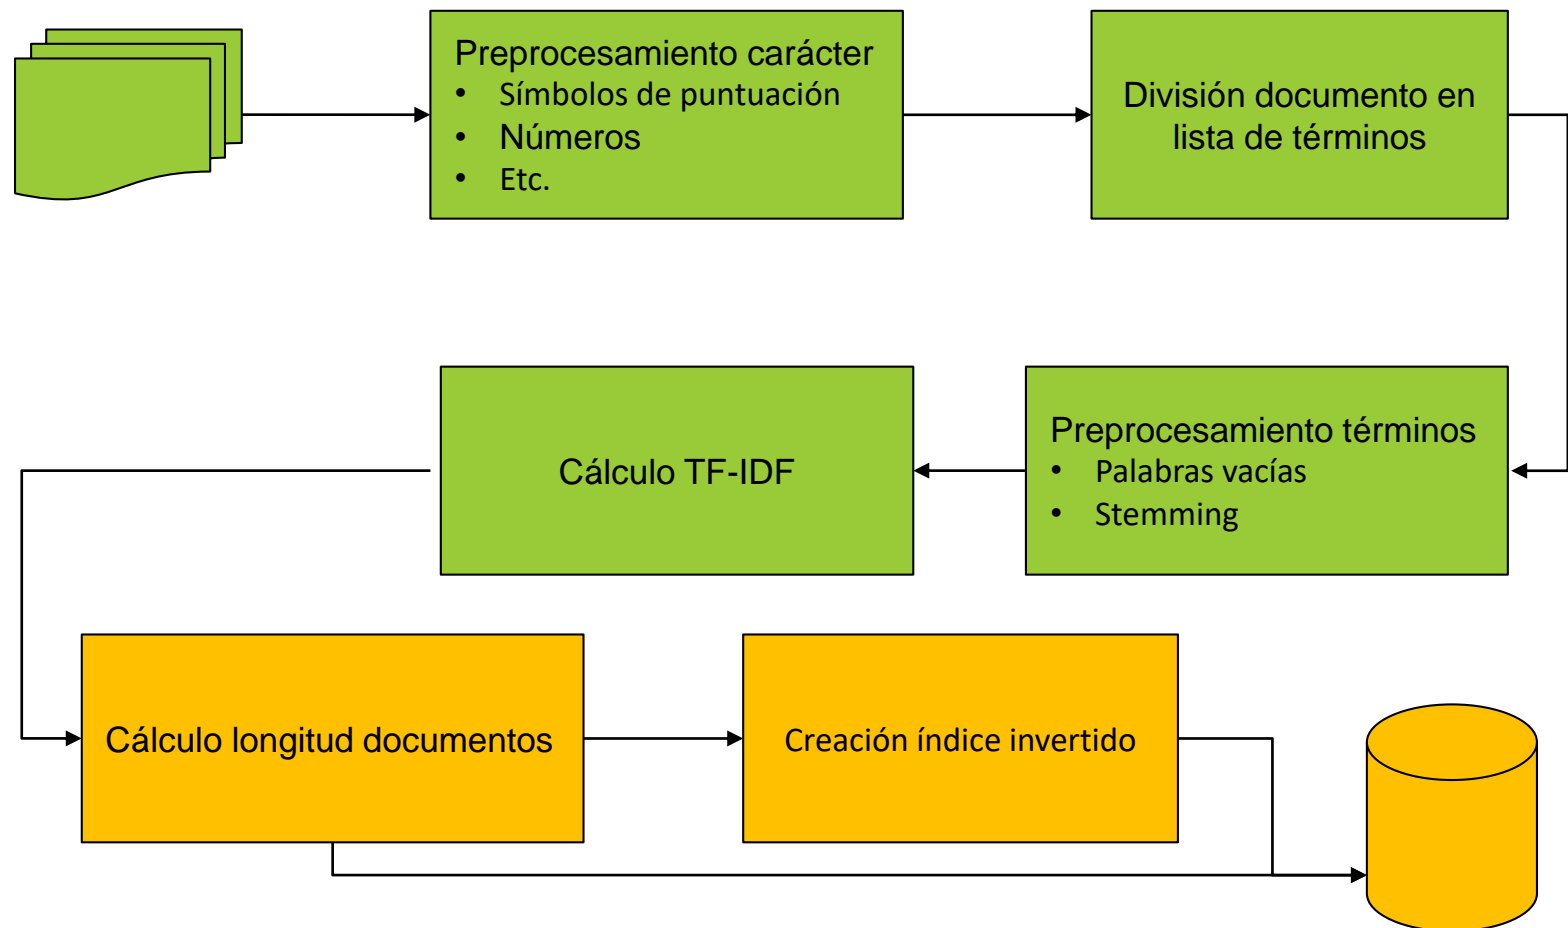 Preprocesamiento carácter
• Símbolos de puntuación
• Números
• Etc.
División documento en
lista de términos
Cálculo TF-IDF
Preprocesamiento términos
• Palabras vacías
• Stemming
Cálculo longitud documentos
Creación índice invertido